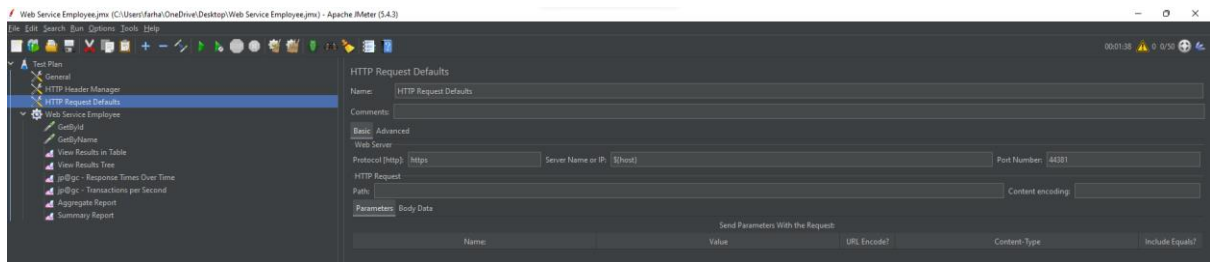 Web Service Employee.jmx (C:\Users\farha\OneDrive\Desktop\Web Service Employee.jmx) - Apache JMeter (5.4.3)
File Edit Search Run Options Tools Help
00:01:38 0 0/50
Test Plan
General
HTTP Header Manager
HTTP Request Defaults
Web Service Employee
GetById
GetByName
View Results in Table
View Results Tree
jp@gc - Response Times Over Time
jp@gc - Transactions per Second
Aggregate Report
Summary Report
HTTP Request Defaults
Name: HTTP Request Defaults
Comments:
Basic Advanced
Web Server
Protocol [http]: https Server Name or IP: ${host} Port Number: 44381
HTTP Request
Path: Content encoding:
Parameters Body Data
Send Parameters With the Request:
Name: Value URL Encode? Content-Type Include Equals?